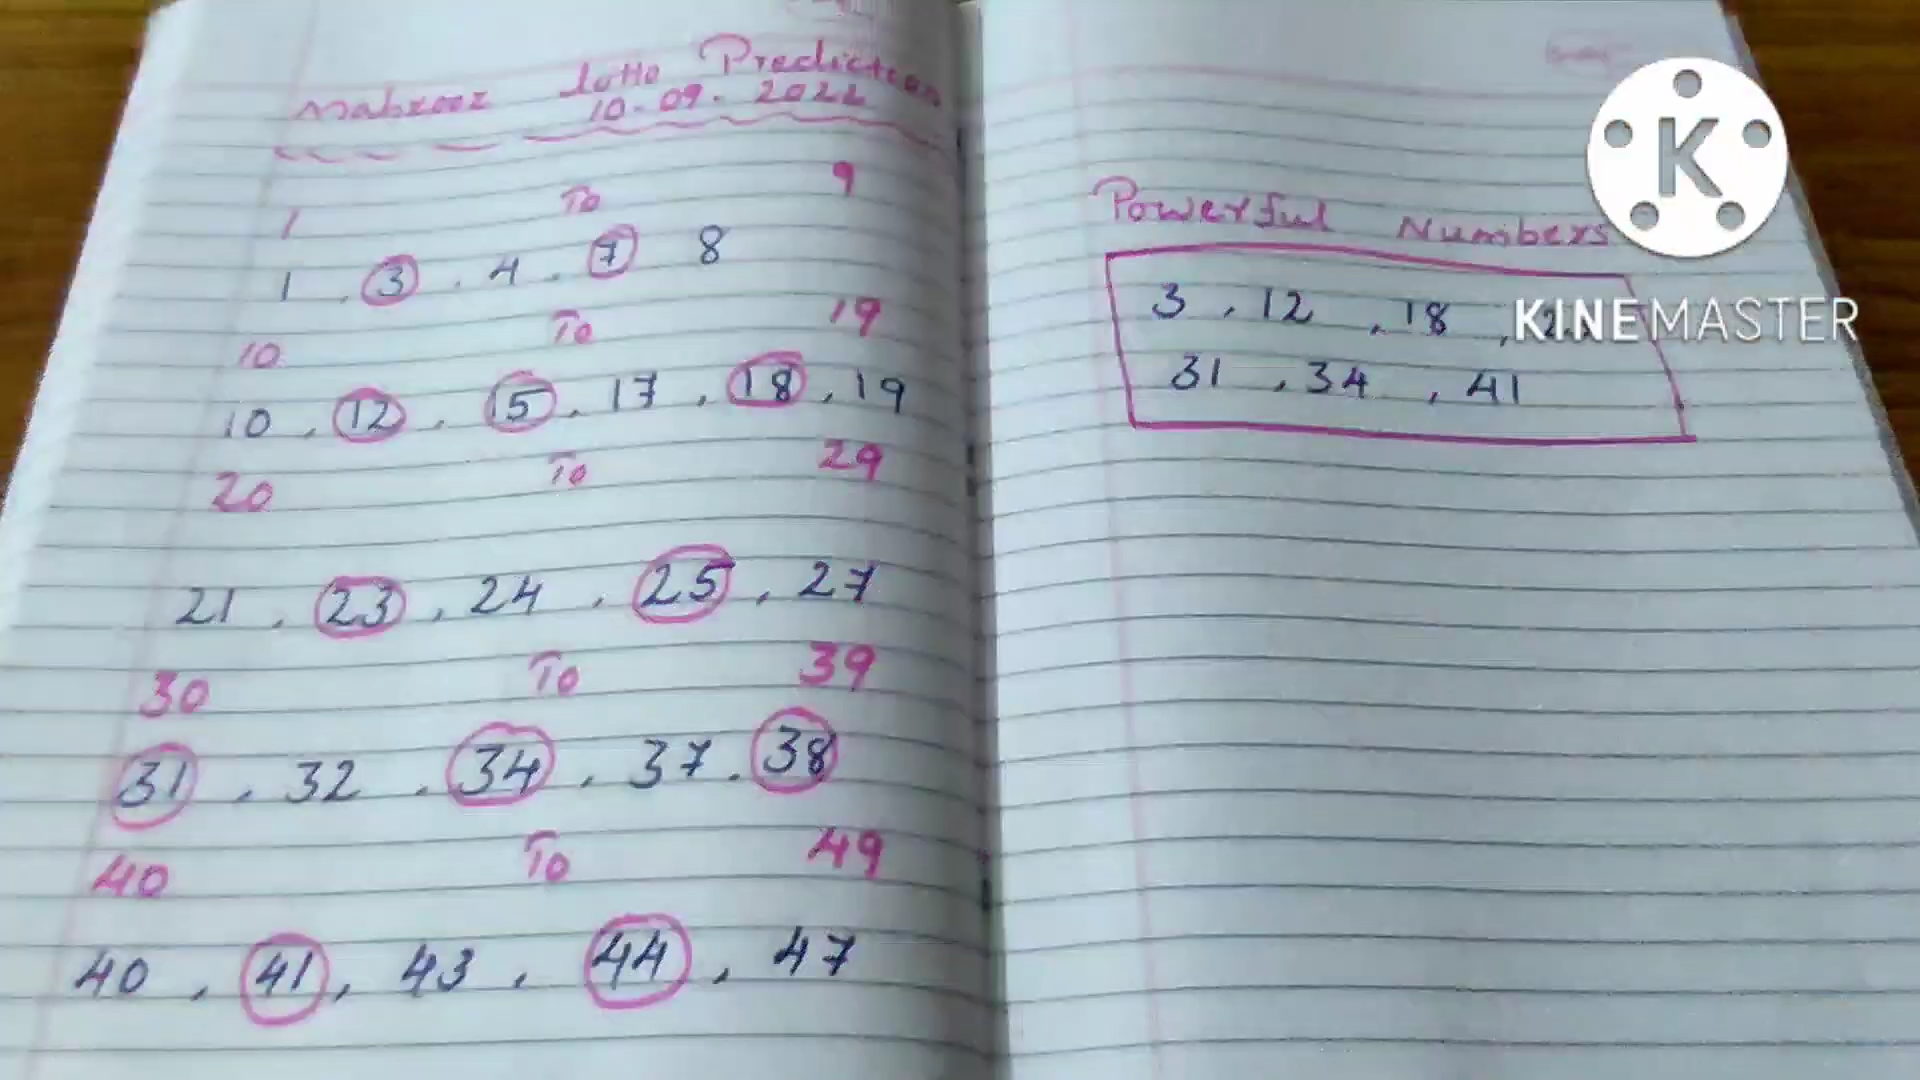 Mahzooz Lotto Prediction
10-09-2022
1 To 9
1 . (3) . 4 . (7) 8
10 To 19
10 . (12) . (15) . 17 . (18) . 19
20 To 29
21 . (23) . 24 . (25) . 27
30 To 39
(31) . 32 . (34) . 37 . (38)
40 To 49
40 . (41) . 43 . (44) . 47
Powerful Numbers
3 . 12 . 18 ,
31 . 34 . 41
K
KINEMASTER